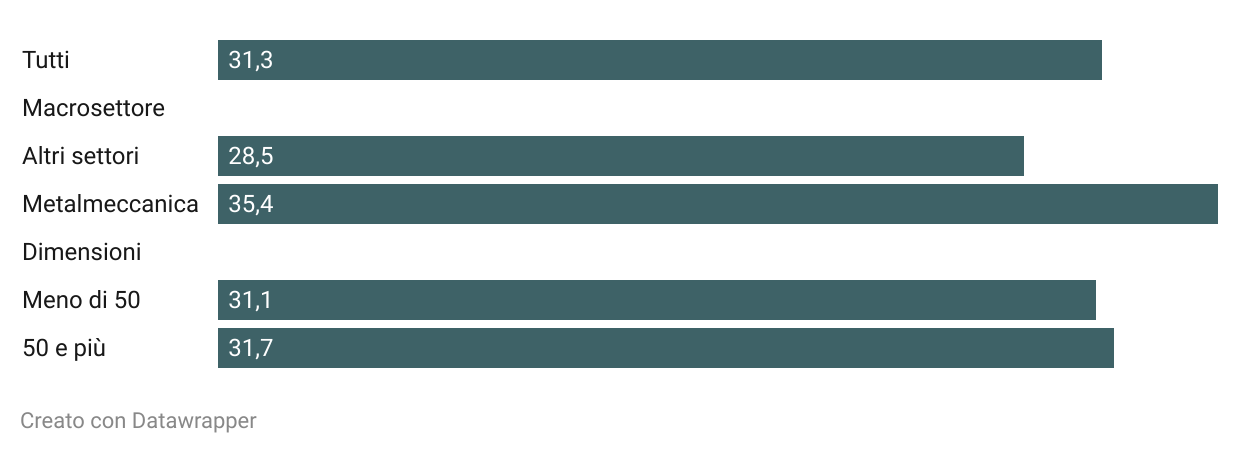 Tutti 31,3
Macrosettore
Altri settori 28,5
Metalmeccanica 35,4
Dimensioni
Meno di 50 31,1
50 e più 31,7
Creato con Datawrapper